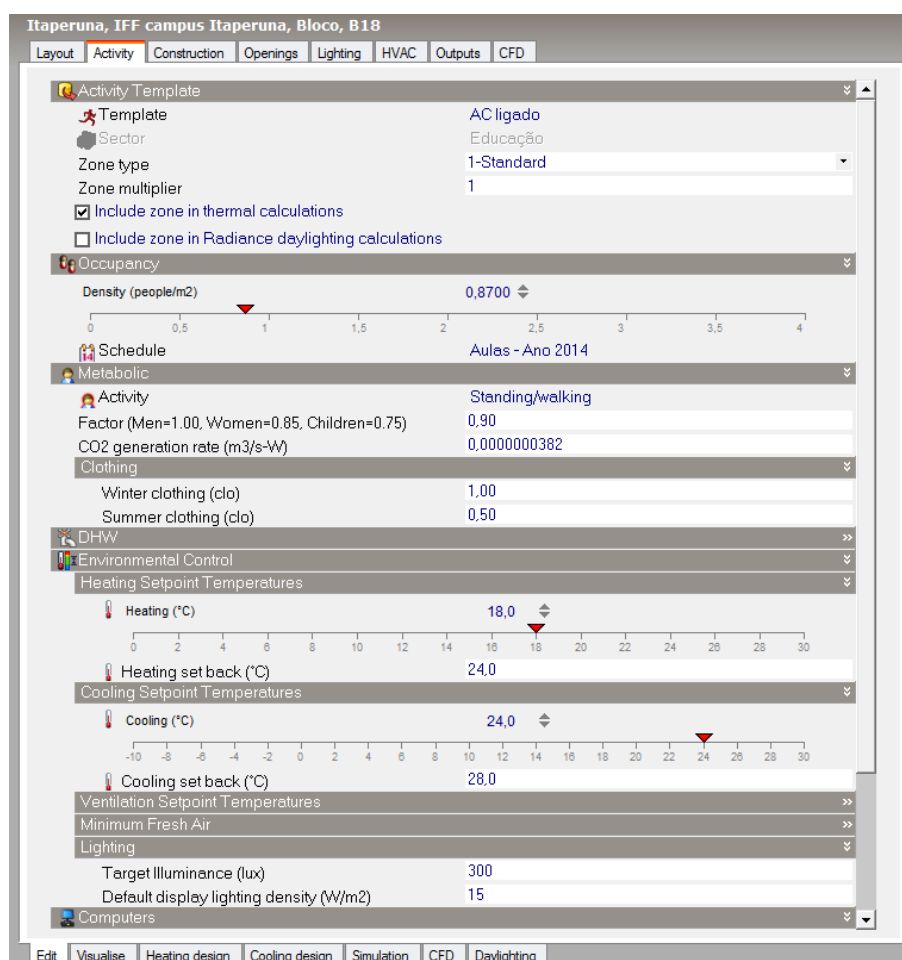 Itaperuna, IFF campus Itaperuna, Bloco, B18
Layout Activity Construction Openings Lighting HVAC Outputs CFD
Activity Template
Template AC ligado
Sector Educação
Zone type 1-Standard
Zone multiplier 1
Include zone in thermal calculations
Include zone in Radiance daylighting calculations
Occupancy
Density (people/m2) 0,8700
0 0,5 1 1,5 2 2,5 3 3,5 4
14 Schedule Aulas - Ano 2014
Metabolic
Activity Standing/walking
Factor (Men=1.00, Women=0.85, Children=0.75) 0,90
CO2 generation rate (m3/s-W) 0,0000000382
Clothing
Winter clothing (clo) 1,00
Summer clothing (clo) 0,50
DHW
Environmental Control
Heating Setpoint Temperatures
Heating (°C) 18,0
0 2 4 6 8 10 12 14 16 18 20 22 24 26 28 30
Heating set back (°C) 24,0
Cooling Setpoint Temperatures
Cooling (°C) 24,0
-10 -8 -6 -4 -2 0 2 4 6 8 10 12 14 16 18 20 22 24 26 28 30
Cooling set back (°C) 28,0
Ventilation Setpoint Temperatures
Minimum Fresh Air
Lighting
Target Illuminance (lux) 300
Default display lighting density (W/m2) 15
Computers
Edit Visualise Heating design Cooling design Simulation CFD Daylighting